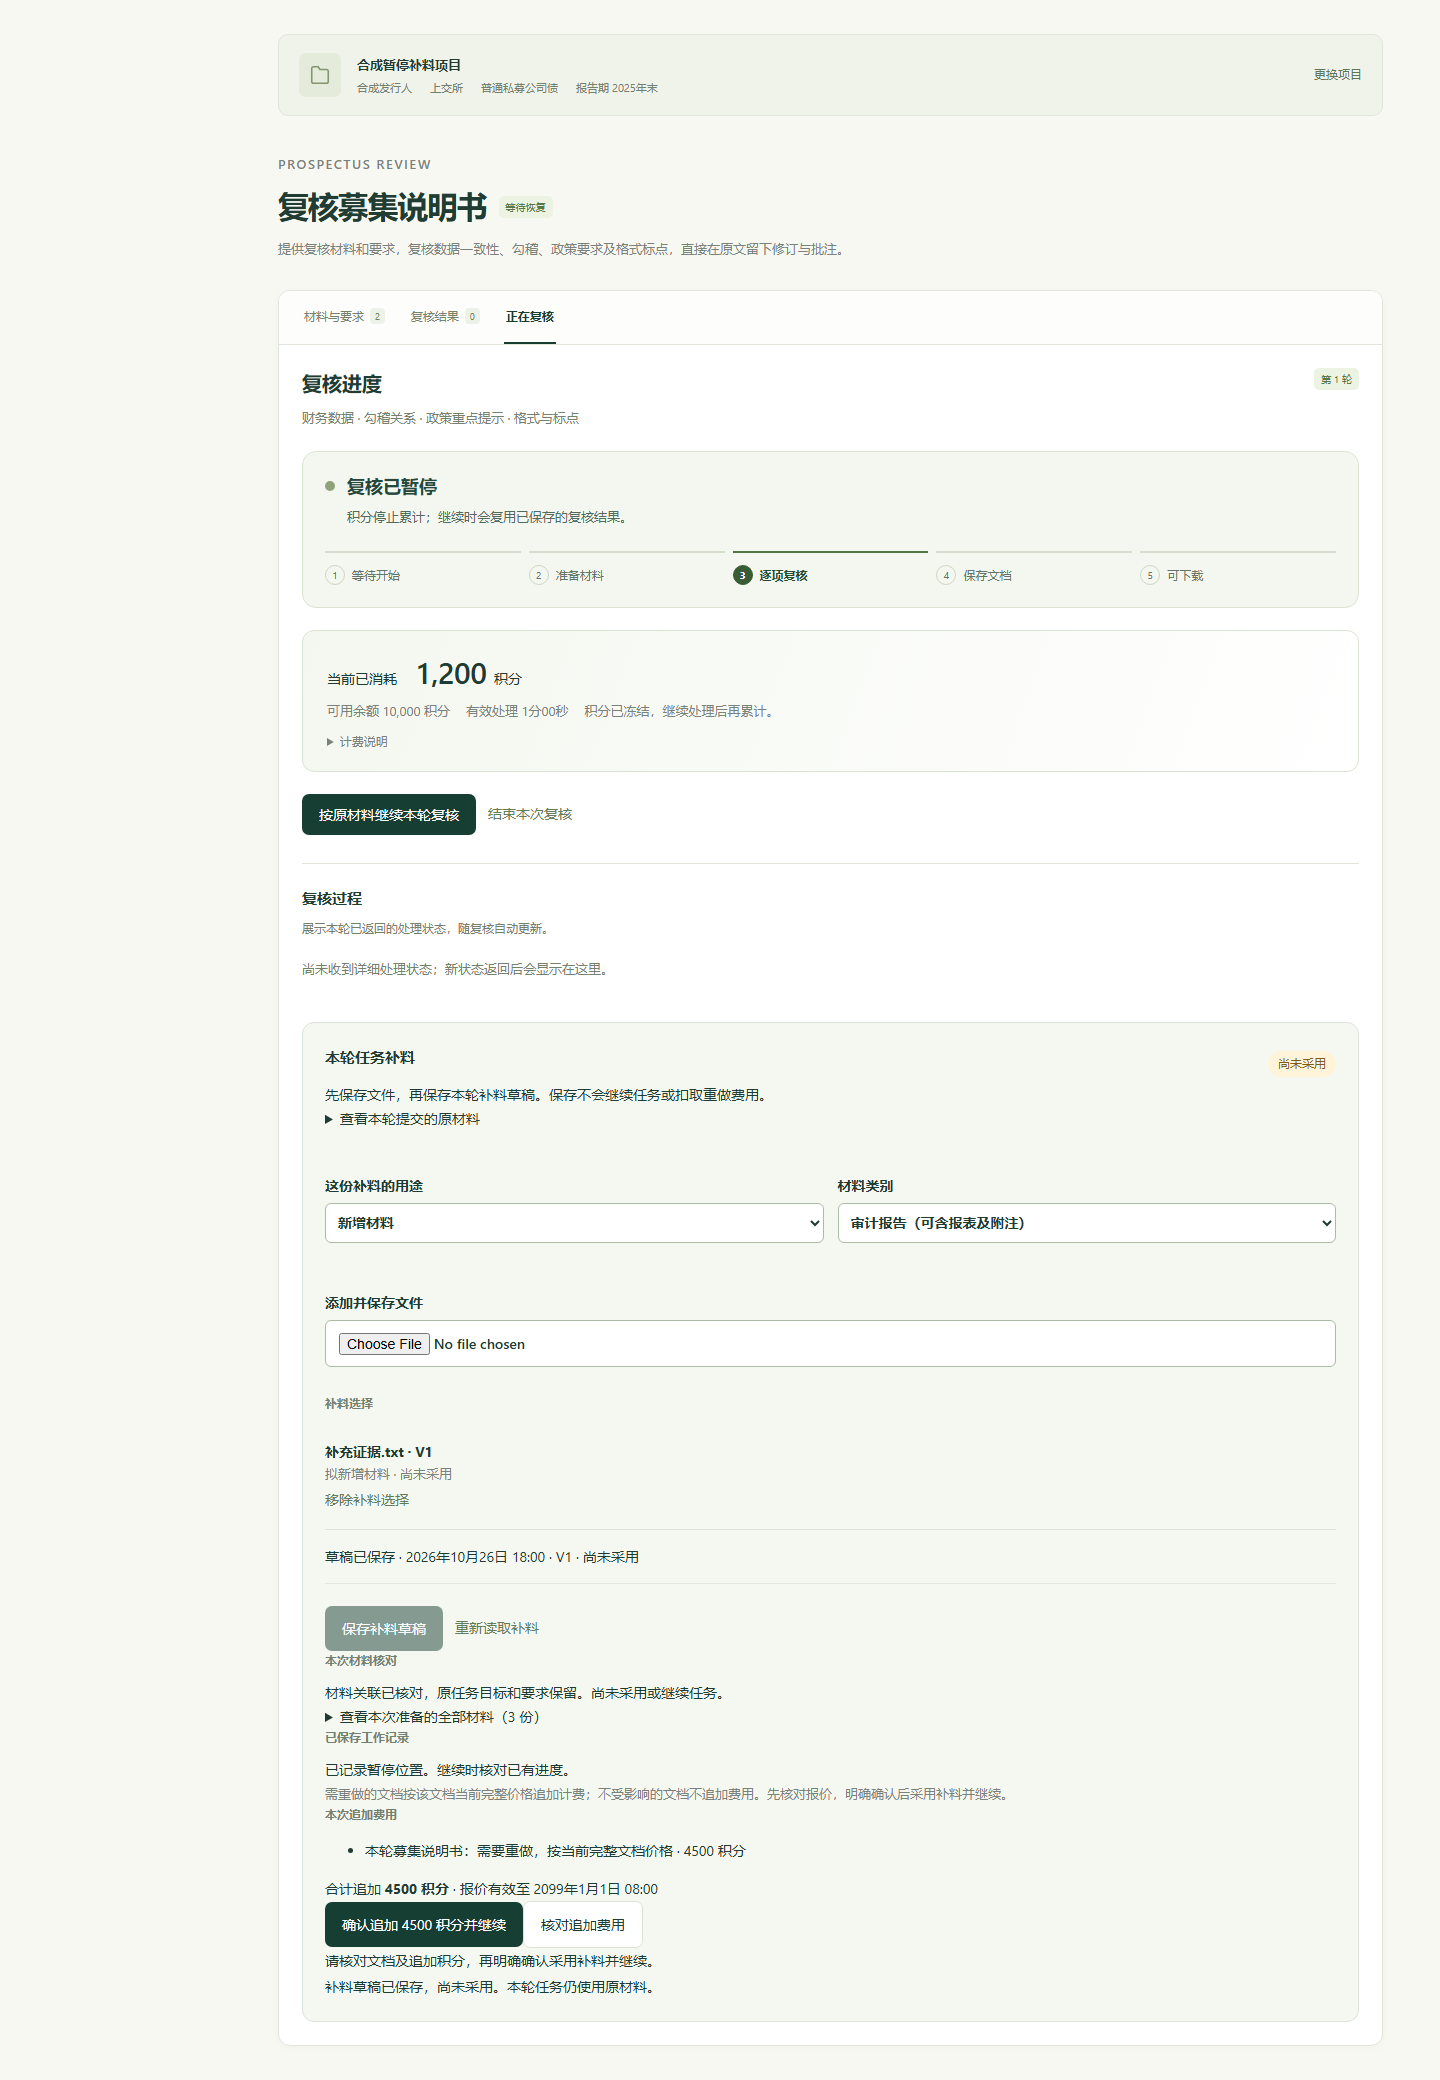 合成暂停补料项目
合成发行人 上交所 普通私募公司债 报告期 2025年末
更换项目
PROSPECTUS REVIEW
复核募集说明书 等待恢复
提供复核材料和要求，复核数据一致性、勾稽、政策要求及格式标点，直接在原文留下修订与批注。
材料与要求 2 复核结果 0 正在复核
复核进度
第 1 轮
财务数据 · 勾稽关系 · 政策重点提示 · 格式与标点
复核已暂停
积分停止累计；继续时会复用已保存的复核结果。
1 等待开始 2 准备材料 3 逐项复核 4 保存文档 5 可下载
当前已消耗 1,200 积分
可用余额 10,000 积分 有效处理 1分00秒 积分已冻结，继续处理后再累计。
▶ 计费说明
按原材料继续本轮复核 结束本次复核
复核过程
展示本轮已返回的处理状态，随复核自动更新。
尚未收到详细处理状态；新状态返回后会显示在这里。
本轮任务补料
尚未采用
先保存文件，再保存本轮补料草稿。保存不会继续任务或扣取重做费用。
▶ 查看本轮提交的原材料
这份补料的用途 材料类别
新增材料 审计报告（可含报表及附注）
添加并保存文件
Choose File No file chosen
补料选择
补充证据.txt · V1
拟新增材料 · 尚未采用
移除补料选择
草稿已保存 · 2026年10月26日 18:00 · V1 · 尚未采用
保存补料草稿 重新读取补料
本次材料核对
材料关联已核对，原任务目标和要求保留。尚未采用或继续任务。
▶ 查看本次准备的全部材料（3 份）
已保存工作记录
已记录暂停位置。继续时核对已有进度。
需重做的文档按该文档当前完整价格追加计费；不受影响的文档不追加费用。先核对报价，明确确认后采用补料并继续。
本次追加费用
• 本轮募集说明书：需要重做，按当前完整文档价格 · 4500 积分
合计追加 4500 积分 · 报价有效至 2099年1月1日 08:00
确认追加 4500 积分并继续 核对追加费用
请核对文档及追加积分，再明确确认采用补料并继续。
补料草稿已保存，尚未采用。本轮任务仍使用原材料。